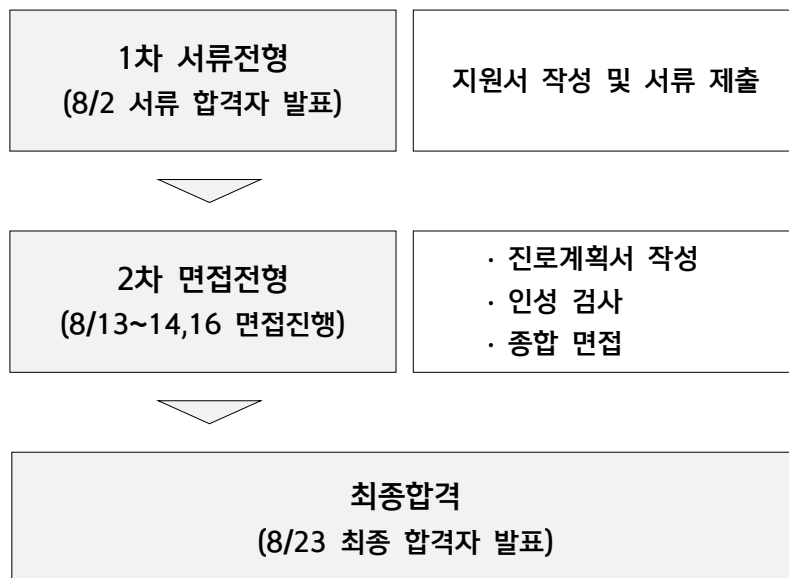 1차 서류전형
(8/2 서류 합격자 발표)
지원서 작성 및 서류 제출
2차 면접전형
(8/13~14,16 면접진행)
· 진로계획서 작성
· 인성 검사
· 종합 면접
최종합격
(8/23 최종 합격자 발표)